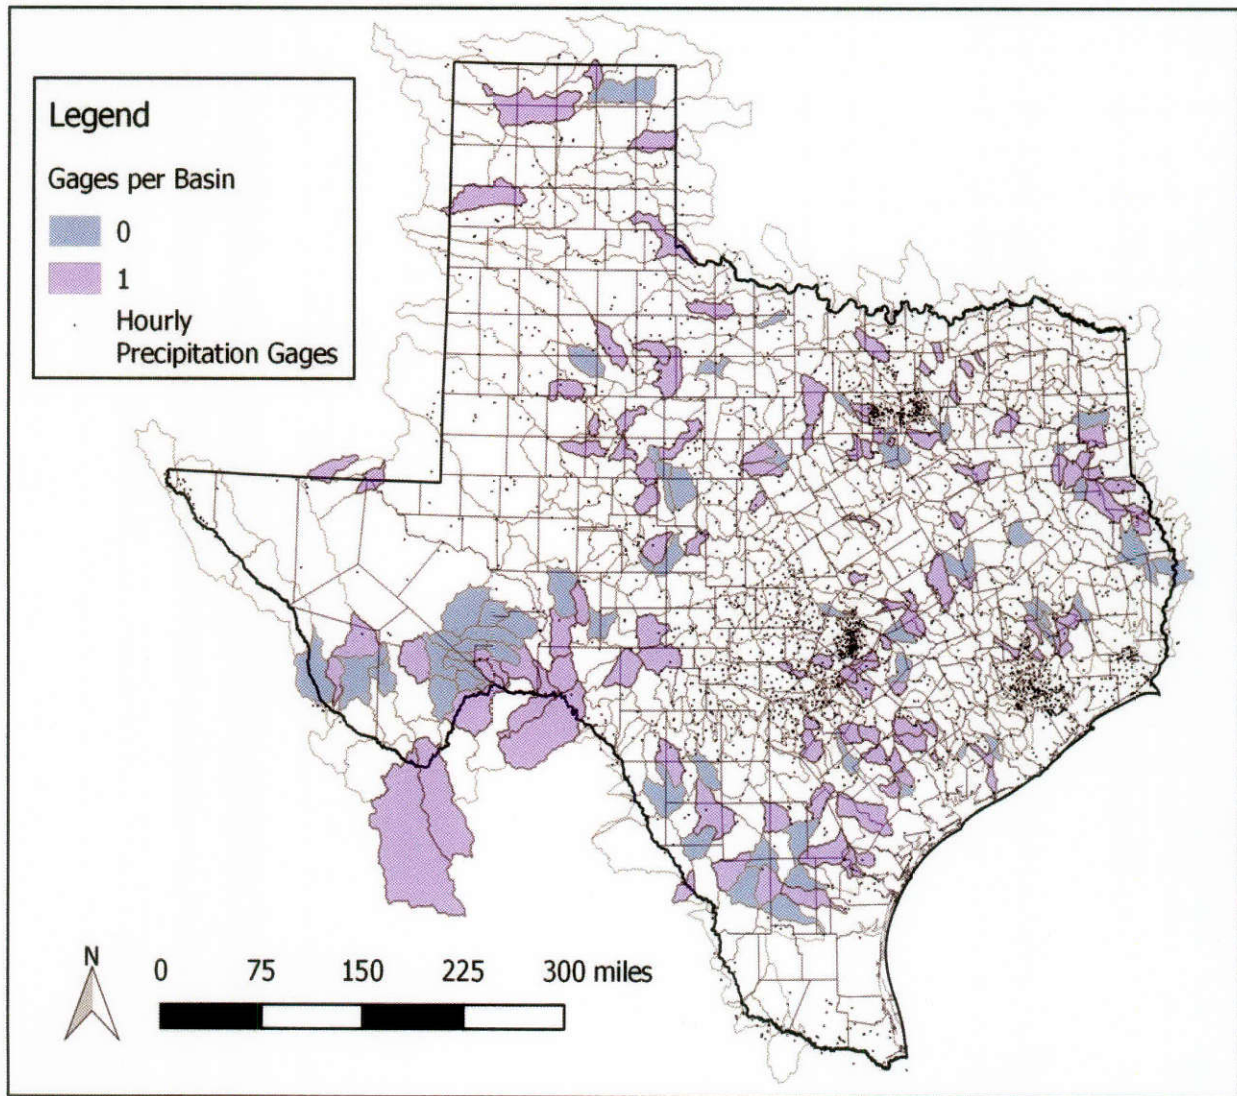 Legend
Gages per Basin
0
1
Hourly
Precipitation Gages
N
0 75 150 225 300 miles